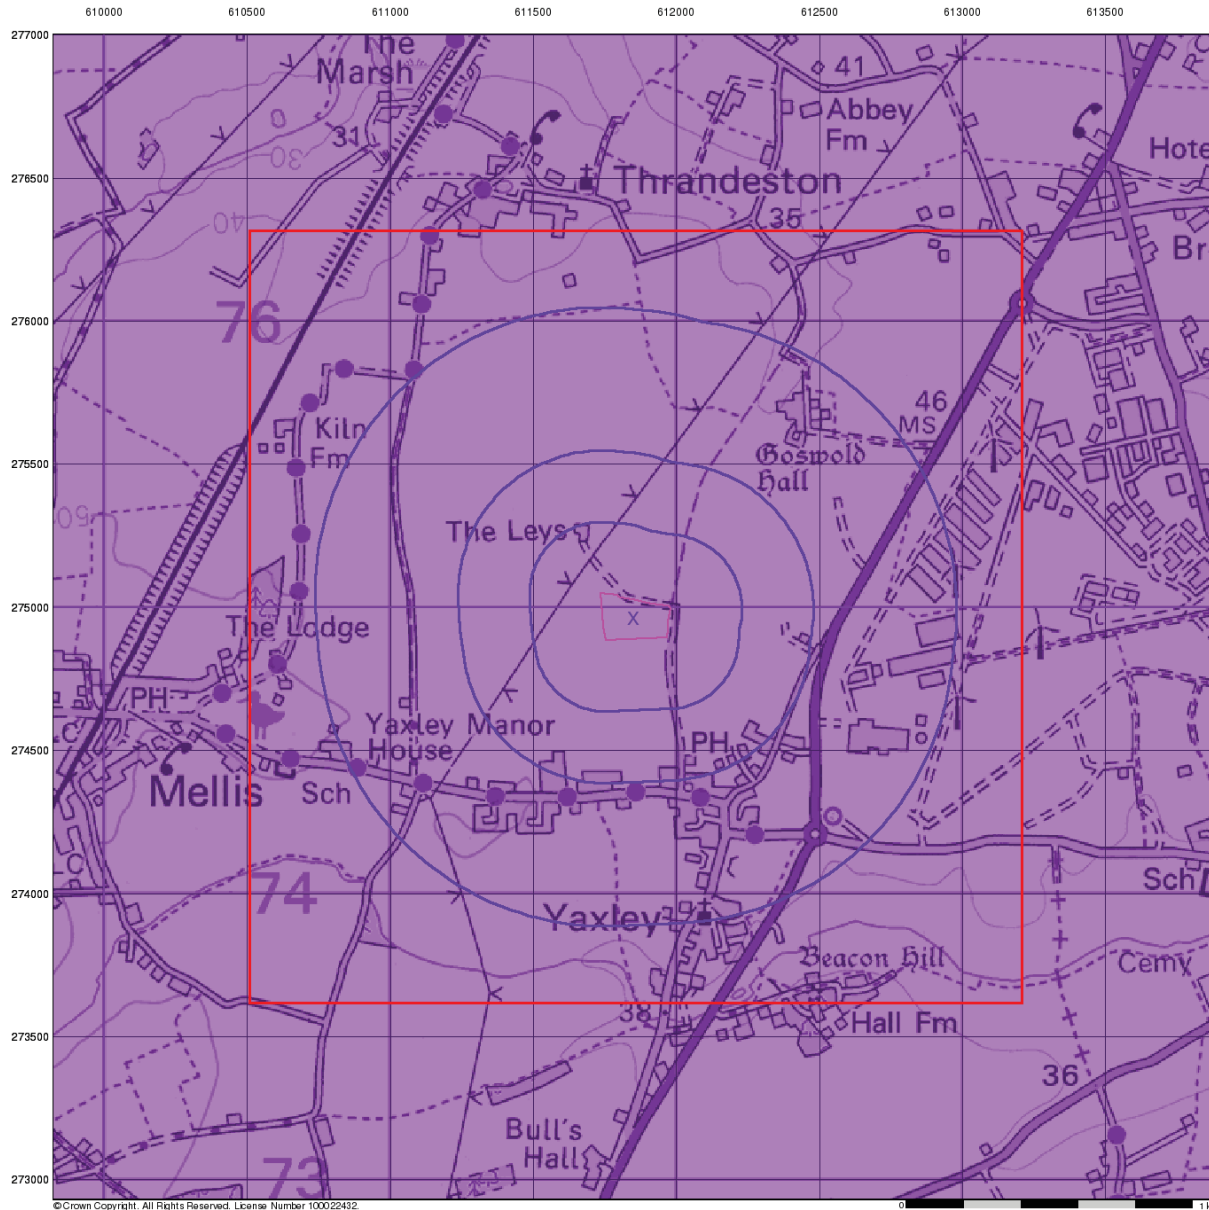 610000 610500 611000 611500 612000 612500 613000 613500
277000
The
Marsh
41
Abbey
Fm
31
30
Hote
276500
Thrandeston
40
35
Br
76
276000
46
MS
Kiln
Fm
Goswold
Hall
275500
50
The Leys
275000
X
The Lodge
PH
Yaxley Manor
House
PH
C
274500
Mellis
Sch
C
Sch
274000
74
Yaxley
Beacon Hill
Cemy
38
Hall Fm
273500
36
Bull's
Hall
73
273000
©Crown Copyright. All Rights Reserved. License Number 100022432.
0